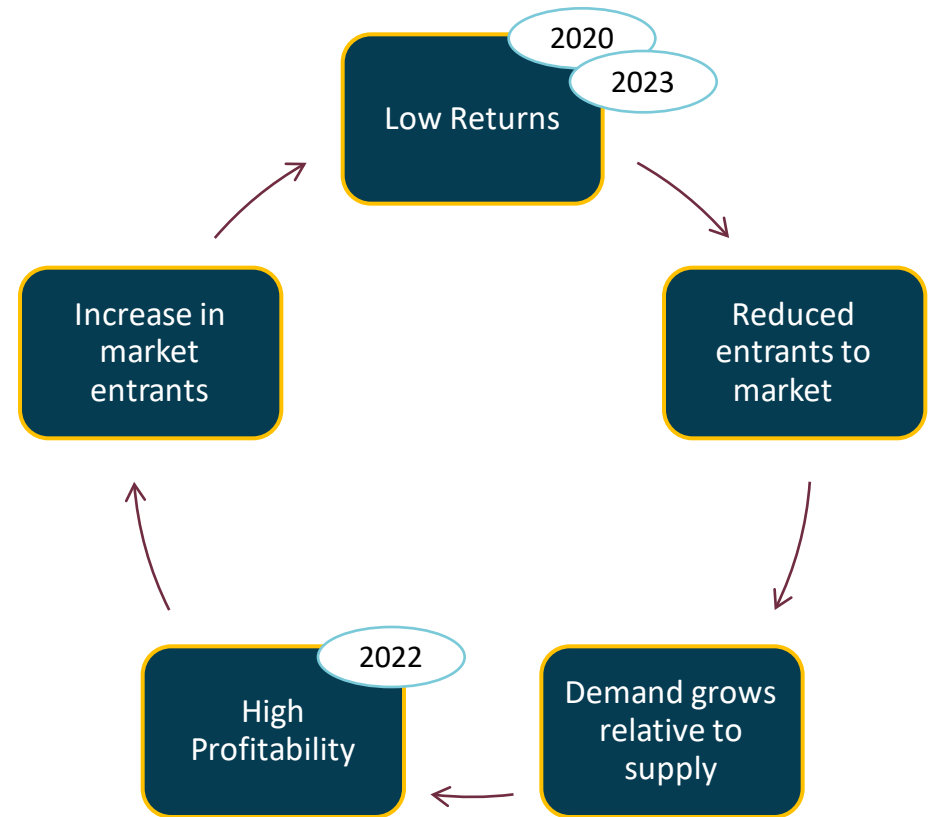 2020
2023
Low Returns
Increase in
market
entrants
Reduced
entrants to
market
2022
High
Profitability
Demand grows
relative to
supply